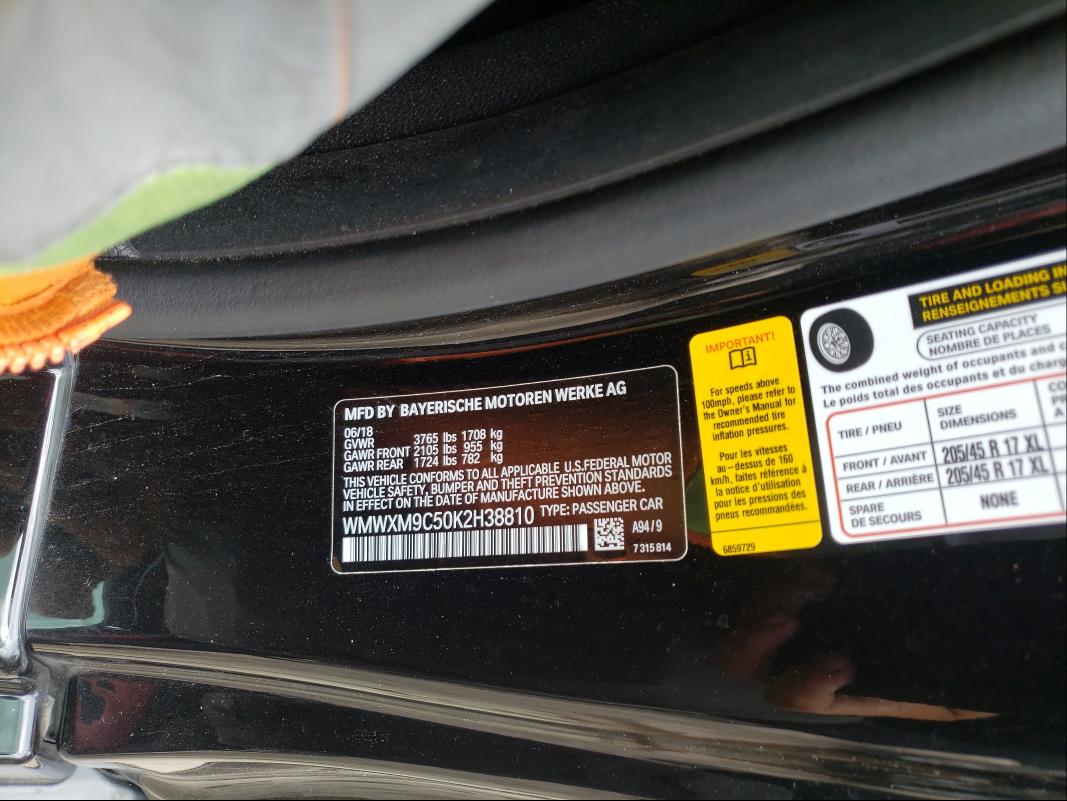 MFD BY BAYERISCHE MOTOREN WERKE AG
06/18
GVWR 3765 lbs 1708 kg
GAWR FRONT 2105 lbs 955 kg
GAWR REAR 1724 lbs 782 kg
THIS VEHICLE CONFORMS TO ALL APPLICABLE U.S.FEDERAL MOTOR
VEHICLE SAFETY, BUMPER AND THEFT PREVENTION STANDARDS
IN EFFECT ON THE DATE OF MANUFACTURE SHOWN ABOVE.
WMWXM9C50K2H38810 TYPE: PASSENGER CAR
A94 / 9
7 315 814
IMPORTANT!
For speeds above
100mph, please refer to
the Owner's Manual for
recommended tire
inflation pressures.
Pour les vitesses
au-dessus de 160
km/h, faites référence à
la notice d'utilisation
pour les pressions des
pneus recommandées.
6859729
TIRE AND LOADING IN
RENSEIGNEMENTS
SEATING CAPACITY
NOMBRE DE PLACES
The combined weight of occupants and
Le poids total des occupants et du
TIRE / PNEU
SIZE
DIMENSIONS
FRONT / AVANT 205/45 R 17 XL
REAR / ARRIÈRE 205/45 R 17 XL
SPARE
DE SECOURS
NONE